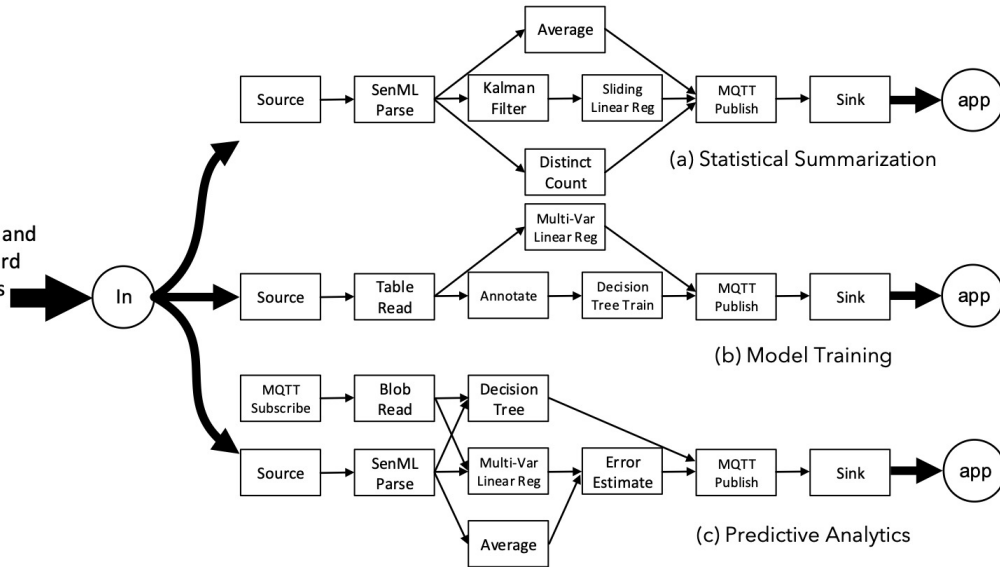 Average
Source
SenML
Parse
Kalman
Filter
Sliding
Linear Reg
MQTT
Publish
Sink
app
Distinct
Count
(a) Statistical Summarization
and
In
Multi-Var
Linear Reg
Source
Table
Read
Annotate
Decision
Tree Train
MQTT
Publish
Sink
app
(b) Model Training
MQTT
Subscribe
Blob
Read
Decision
Tree
Source
SenML
Parse
Multi-Var
Linear Reg
Error
Estimate
MQTT
Publish
Sink
app
Average
(c) Predictive Analytics